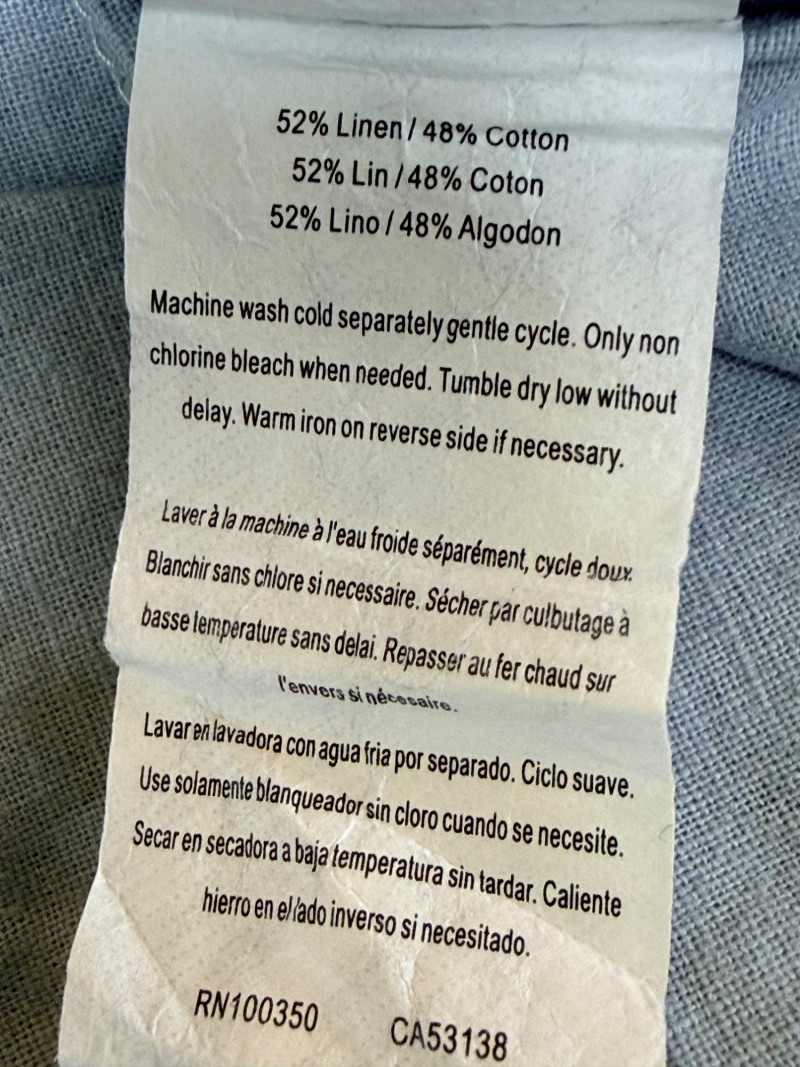 52% Linen / 48% Cotton
52% Lin / 48% Coton
52% Lino / 48% Algodon
Machine wash cold separately gentle cycle. Only non
chlorine bleach when needed. Tumble dry low without
delay. Warm iron on reverse side if necessary.
Laver à la machine à l'eau froide séparément, cycle doux.
Blanchir sans chlore si necessaire. Sécher par culbutage à
basse temperature sans delai. Repasser au fer chaud sur
l'envers si nécessaire.
Lavar en lavadora con agua fria por separado. Ciclo suave.
Use solamente blanqueador sin cloro cuando se necesite.
Secar en secadora a baja temperatura sin tardar. Caliente
hierro en el lado inverso si necesitado.
RN100350 CA53138